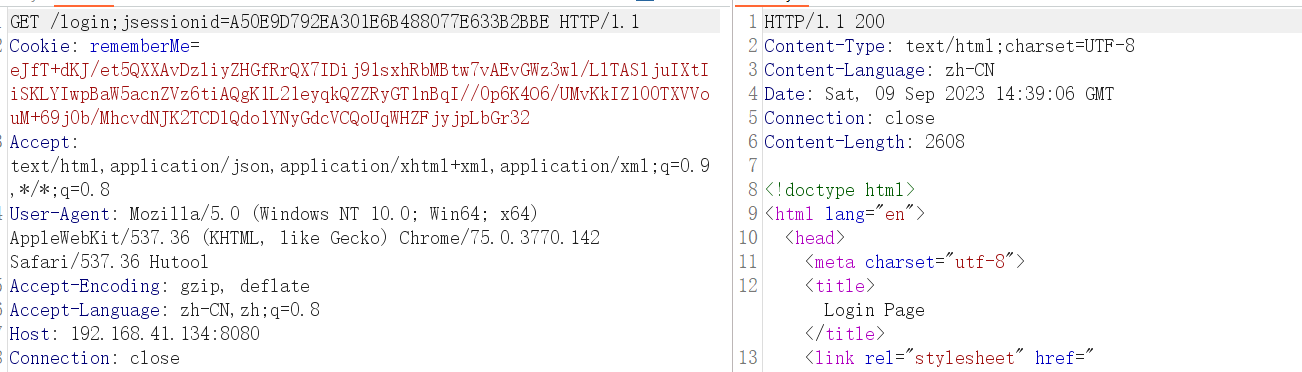 GET /login;jsessionid=A50E9D792EA301E6B488077E633B2BBE HTTP/1.1
Cookie: rememberMe=
eJfT+dKJ/et5QXXAvDzliyZHGfRrQX7IDij9lsxhRbMBtw7vAEvGWz3wl/LlTASljuIXtI
iSKLYIwpBaW5acnZVz6tiAQgKlL2leyqkQZZRyGTlnBqI//0p6K4O6/UMvKkIZ100TXVVo
uM+69j0b/MhcvdNJK2TCDlQdolYNyGdcVCQoUqWHZFjyjpLbGr32
Accept:
text/html,application/json,application/xhtml+xml,application/xml;q=0.9
,*/*;q=0.8
User-Agent: Mozilla/5.0 (Windows NT 10.0; Win64; x64)
AppleWebKit/537.36 (KHTML, like Gecko) Chrome/75.0.3770.142
Safari/537.36 Hutool
Accept-Encoding: gzip, deflate
Accept-Language: zh-CN,zh;q=0.8
Host: 192.168.41.134:8080
Connection: close
1 HTTP/1.1 200
2 Content-Type: text/html;charset=UTF-8
3 Content-Language: zh-CN
4 Date: Sat, 09 Sep 2023 14:39:06 GMT
5 Connection: close
6 Content-Length: 2608
7
8 <!doctype html>
9 <html lang="en">
10 <head>
11 <meta charset="utf-8">
12 <title>
Login Page
</title>
13 <link rel="stylesheet" href="